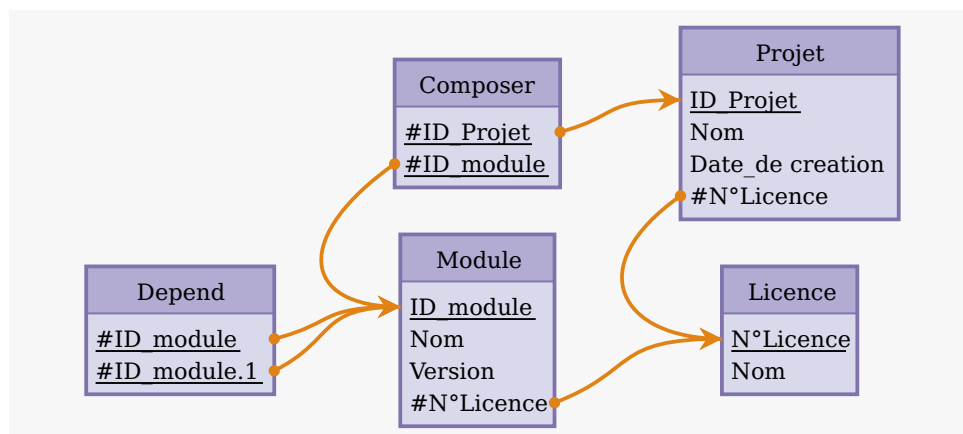 Composer
#ID_Projet
#ID_module
Projet
ID_Projet
Nom
Date_de creation
#N°Licence
Depend
#ID_module
#ID_module.1
Module
ID_module
Nom
Version
#N°Licence
Licence
N°Licence
Nom